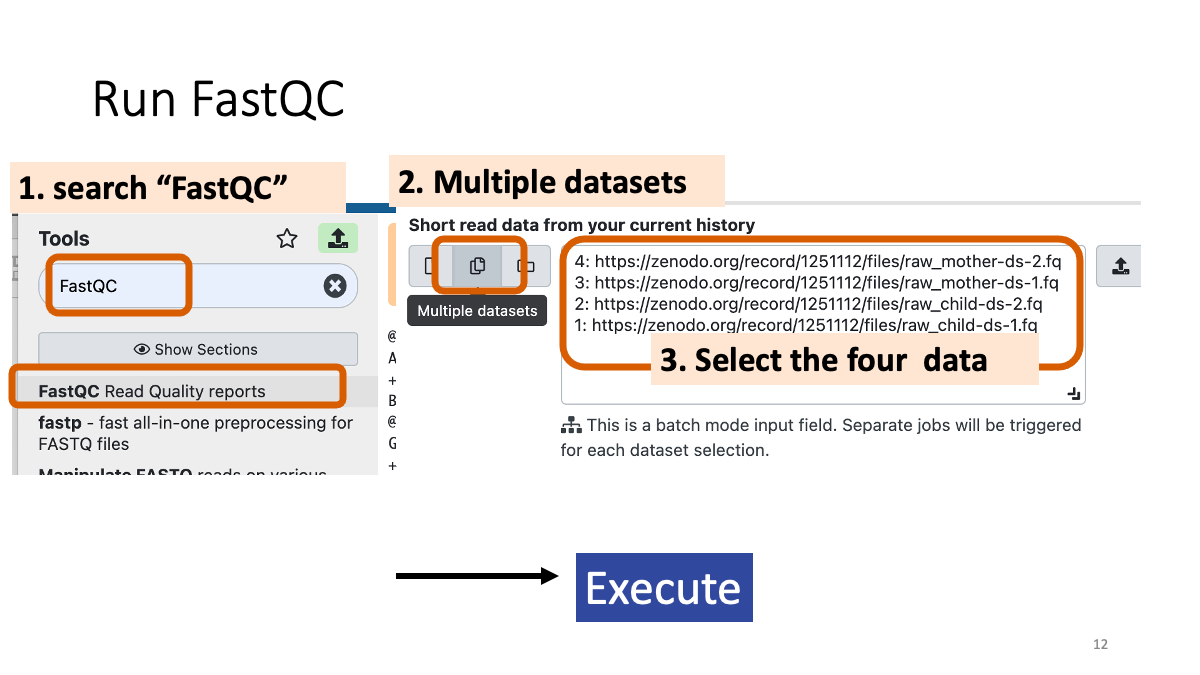 Run FastQC
1. search “FastQC”
2. Multiple datasets
Tools
FastQC
Show Sections
FastQC Read Quality reports
fastp - fast all-in-one preprocessing for
FASTQ files
Manipulate FASTQ reads on various
@
A
+
B
@
G
+
Short read data from your current history
Multiple datasets
4: https://zenodo.org/record/1251112/files/raw_mother-ds-2.fq
3: https://zenodo.org/record/1251112/files/raw_mother-ds-1.fq
2: https://zenodo.org/record/1251112/files/raw_child-ds-2.fq
1: https://zenodo.org/record/1251112/files/raw_child-ds-1.fq
3. Select the four  data
This is a batch mode input field. Separate jobs will be triggered
for each dataset selection.
Execute
12